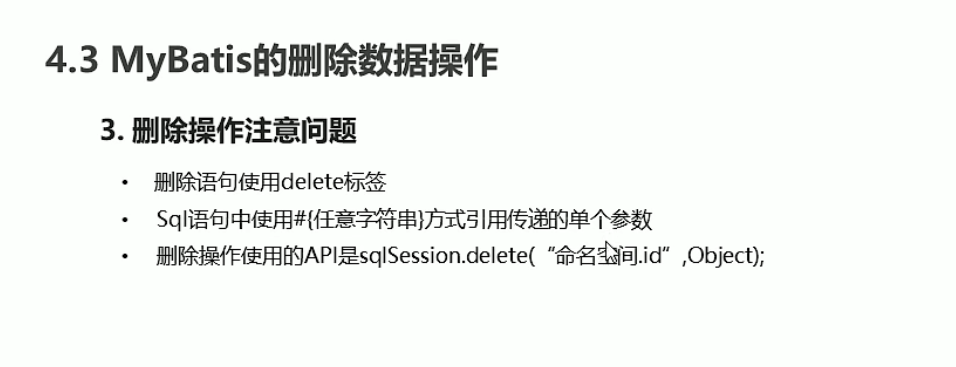 4.3 MyBatis的删除数据操作
3. 删除操作注意问题
• 删除语句使用delete标签
• Sql语句中使用#{任意字符串}方式引用传递的单个参数
• 删除操作使用的API是sqlSession.delete(“命名空间.id”,Object);